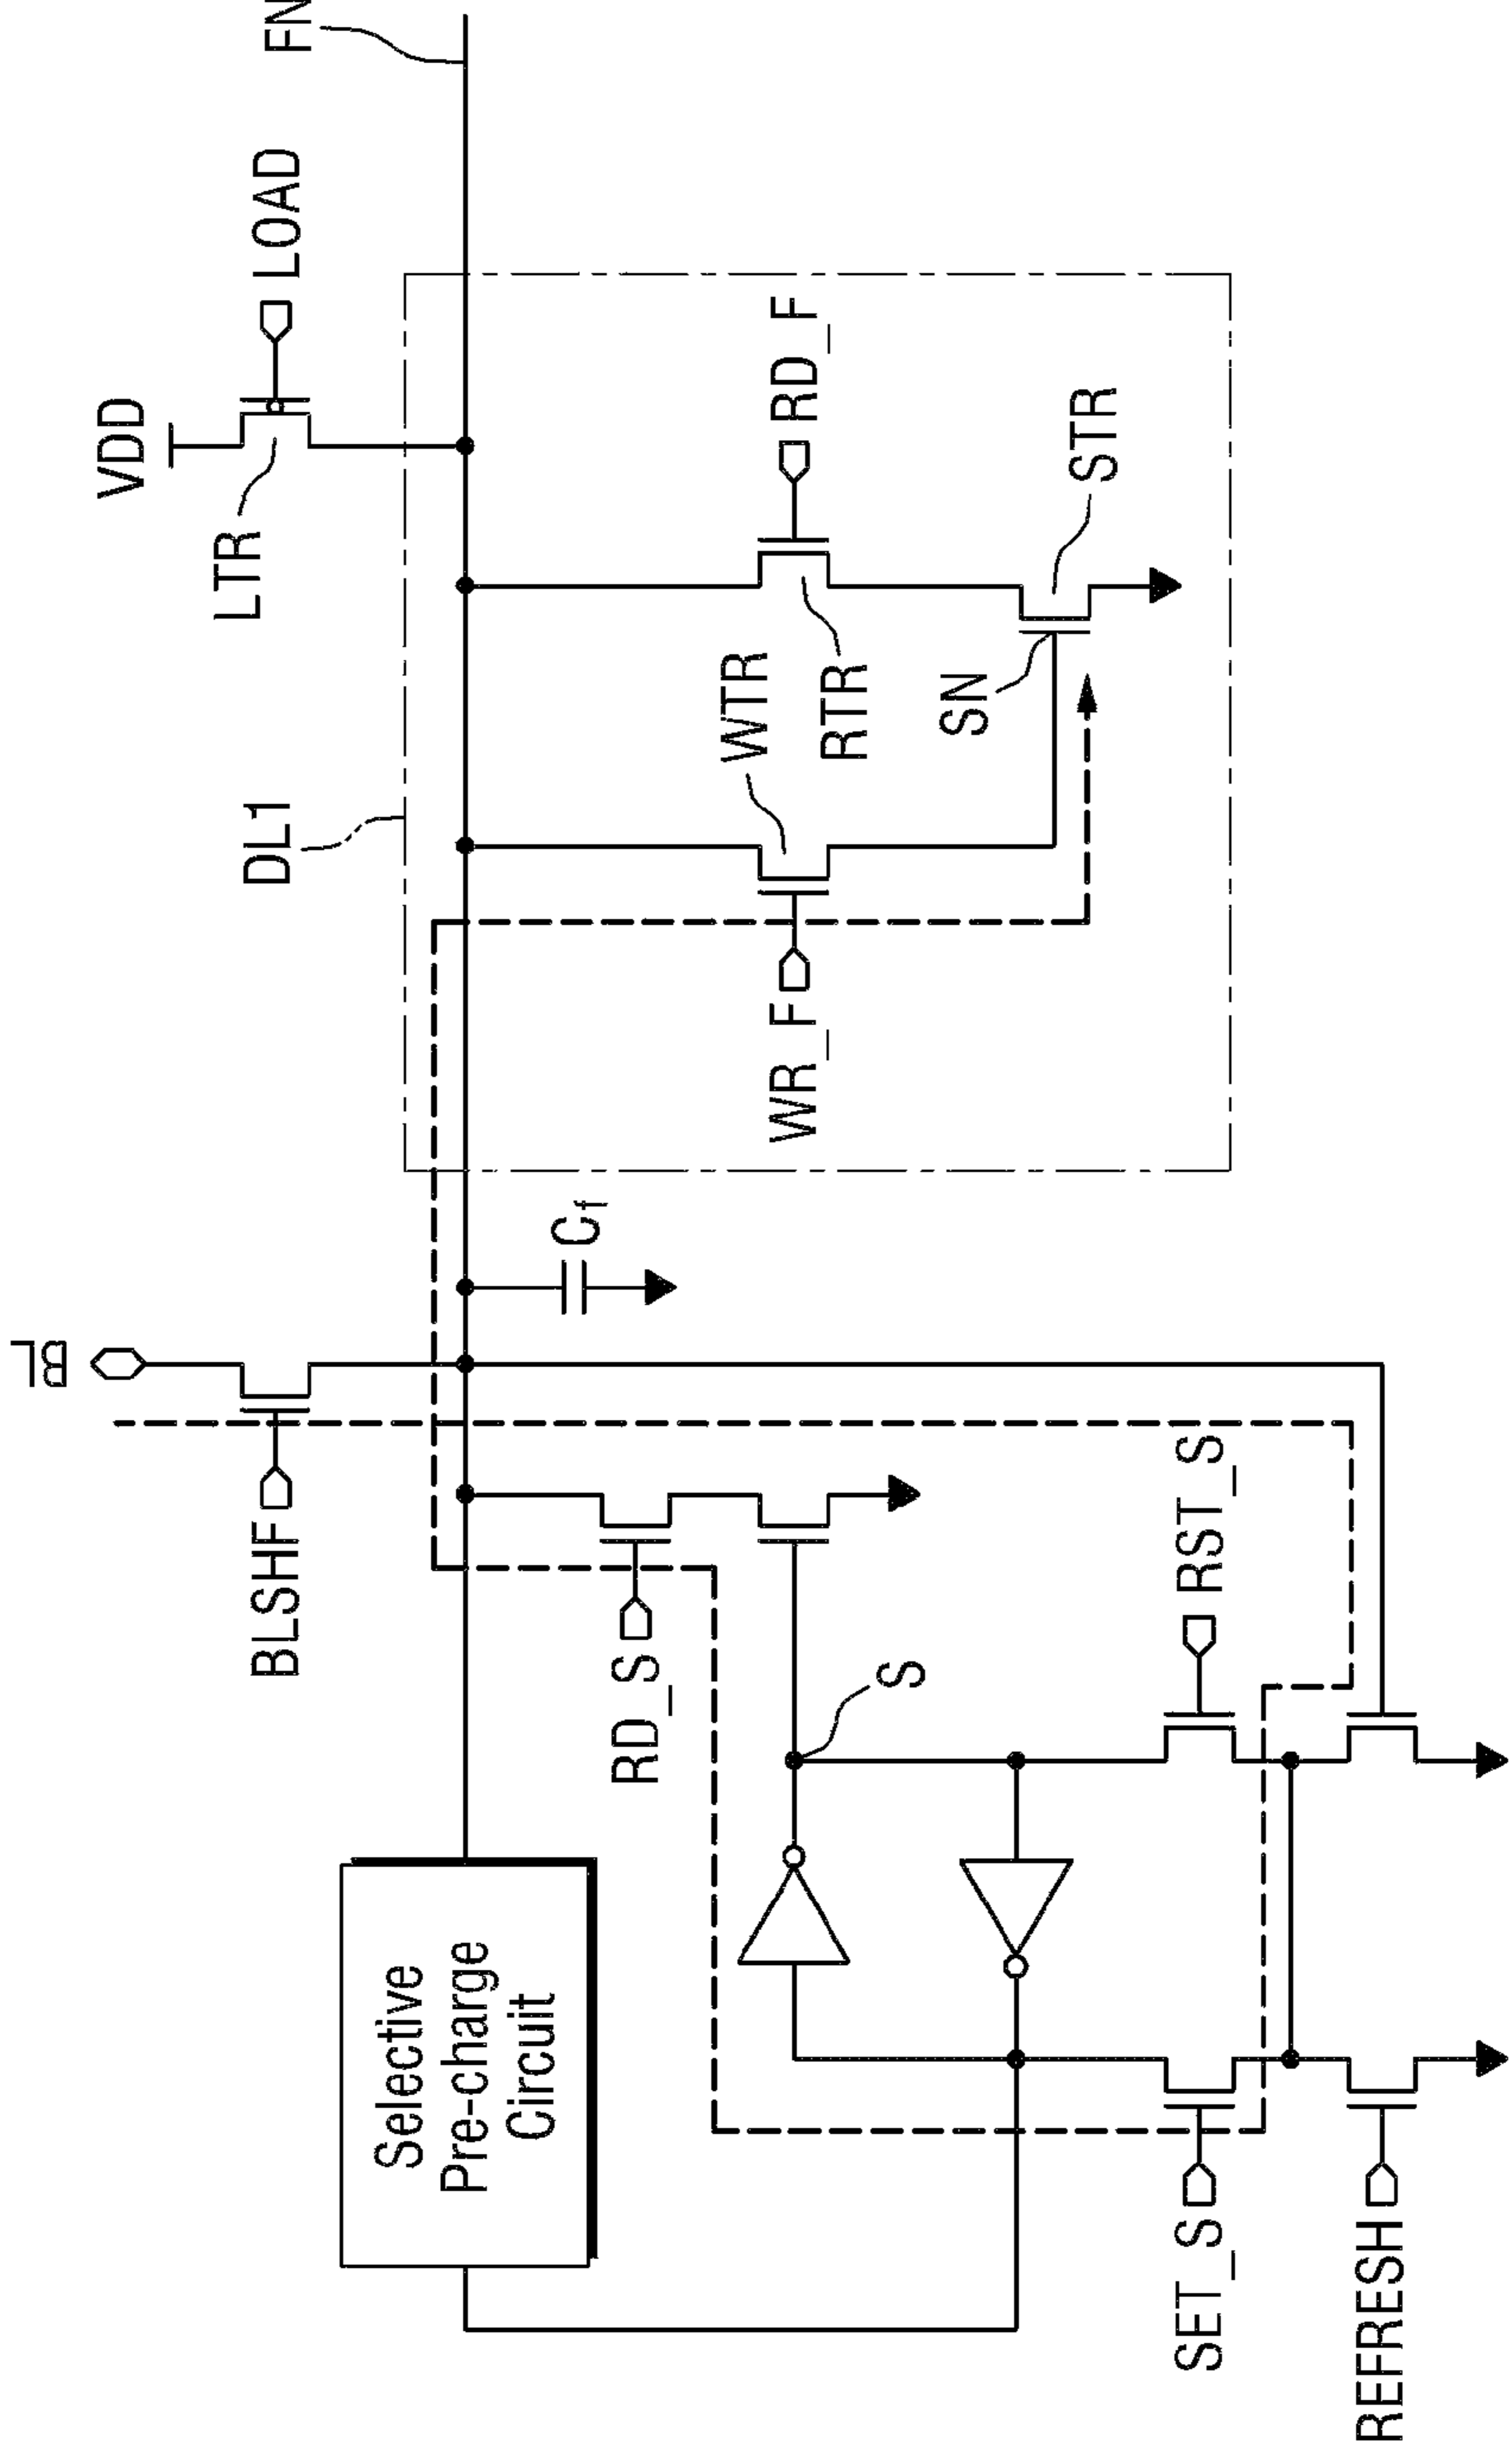 FN
VDD
LOAD
LTR
DL1
RD_F
WTR
RTR
STR
SN
WR_F
Cf
BL
BLSHF
RD_S
S
RST_S
Selective
Pre-charge
Circuit
SET_S
REFRESH